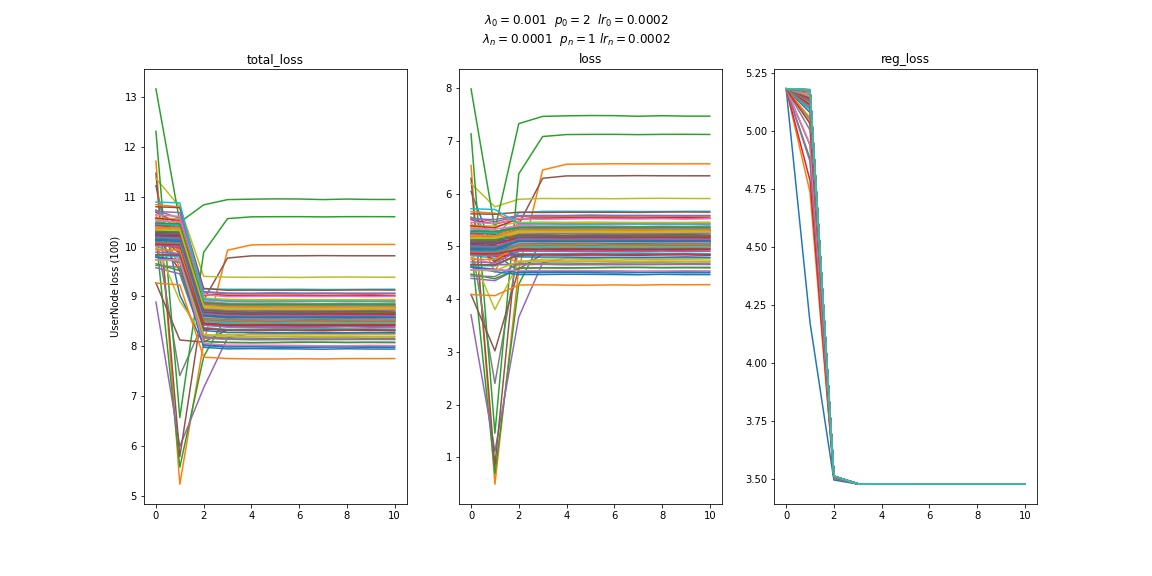 λ₀ = 0.001 p₀ = 2 lr₀ = 0.0002
λₙ = 0.0001 pₙ = 1 lrₙ = 0.0002
total_loss
loss
reg_loss
UserNode loss (100)
13
12
11
10
9
8
7
6
5
0 2 4 6 8 10
8
7
6
5
4
3
2
1
0 2 4 6 8 10
5.25
5.00
4.75
4.50
4.25
4.00
3.75
3.50
0 2 4 6 8 10